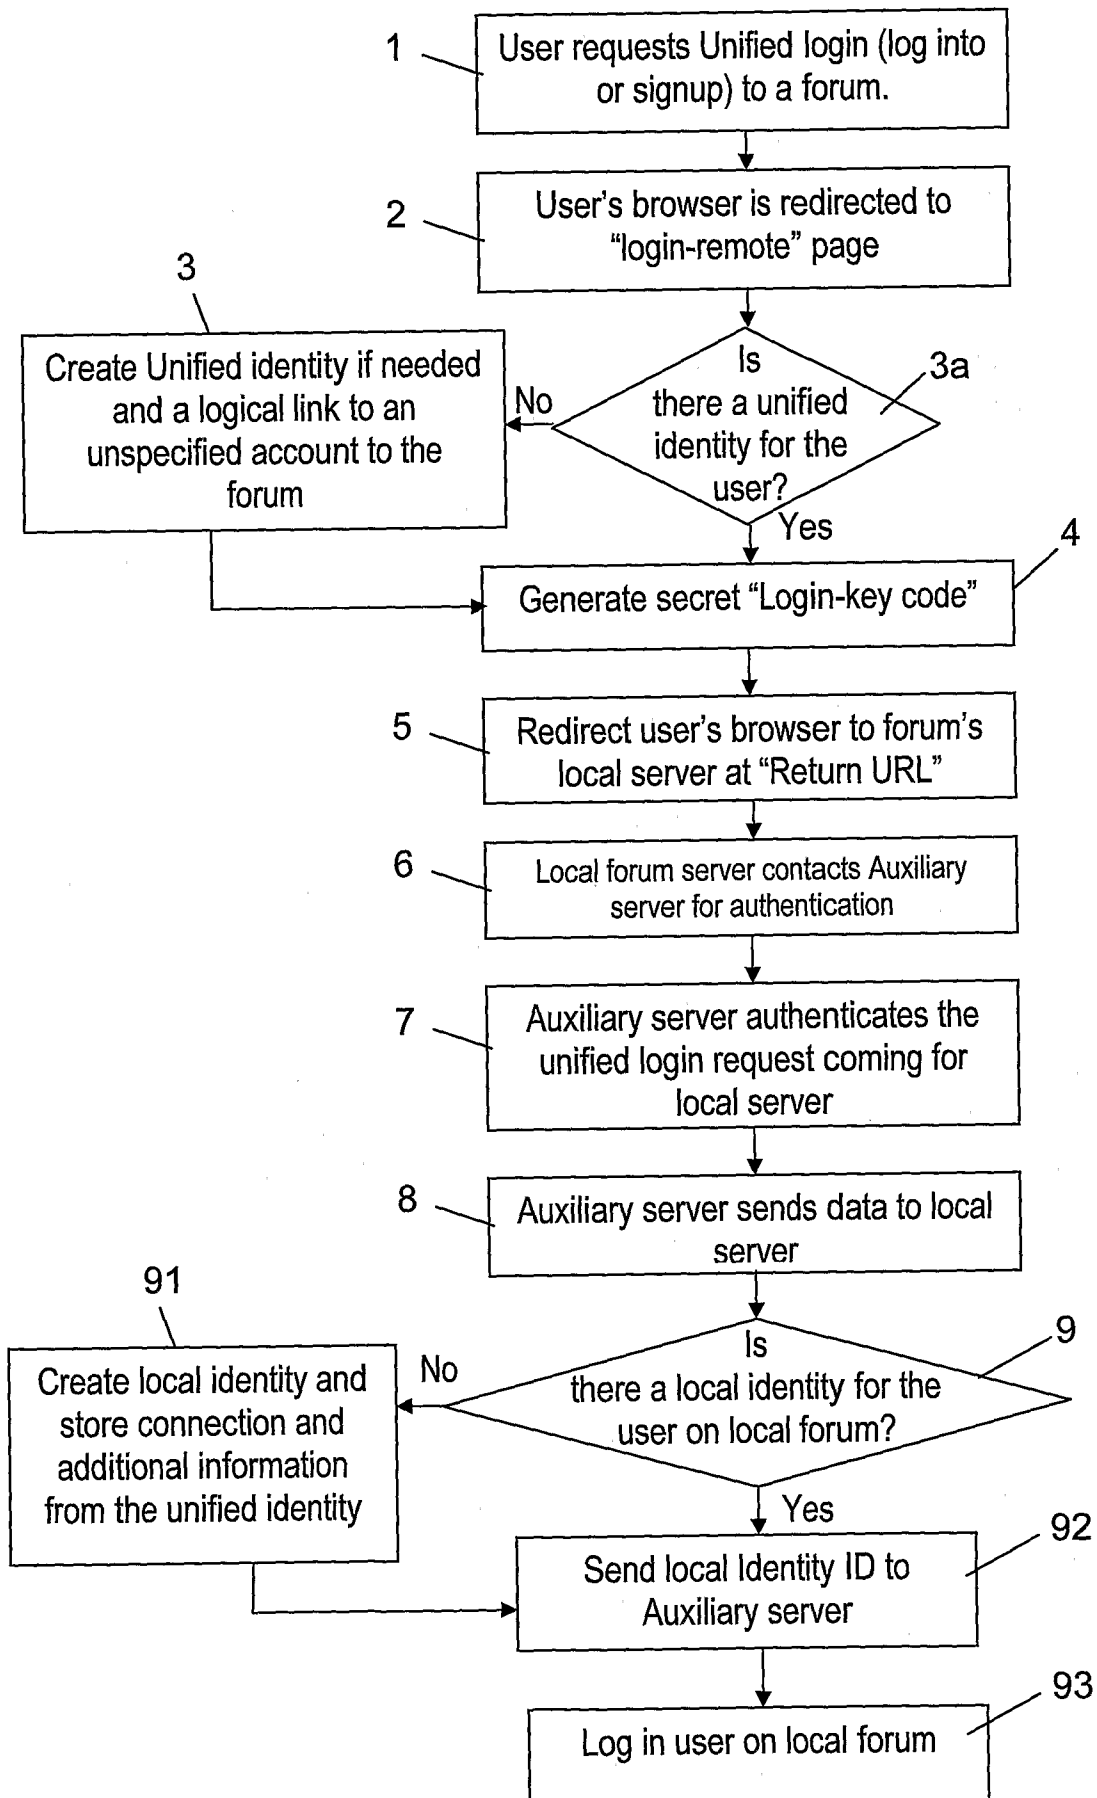 1
User requests Unified login (log into
or signup) to a forum.
2
User's browser is redirected to
“login-remote” page
3
Create Unified identity if needed
and a logical link to an
unspecified account to the
forum
No
Is
there a unified
identity for the
user?
3a
Yes
4
Generate secret “Login-key code”
5
Redirect user's browser to forum's
local server at “Return URL”
6
Local forum server contacts Auxiliary
server for authentication
7
Auxiliary server authenticates the
unified login request coming for
local server
8
Auxiliary server sends data to local
server
91
Create local identity and
store connection and
additional information
from the unified identity
No
Is
there a local identity for the
user on local forum?
9
Yes
92
Send local Identity ID to
Auxiliary server
93
Log in user on local forum